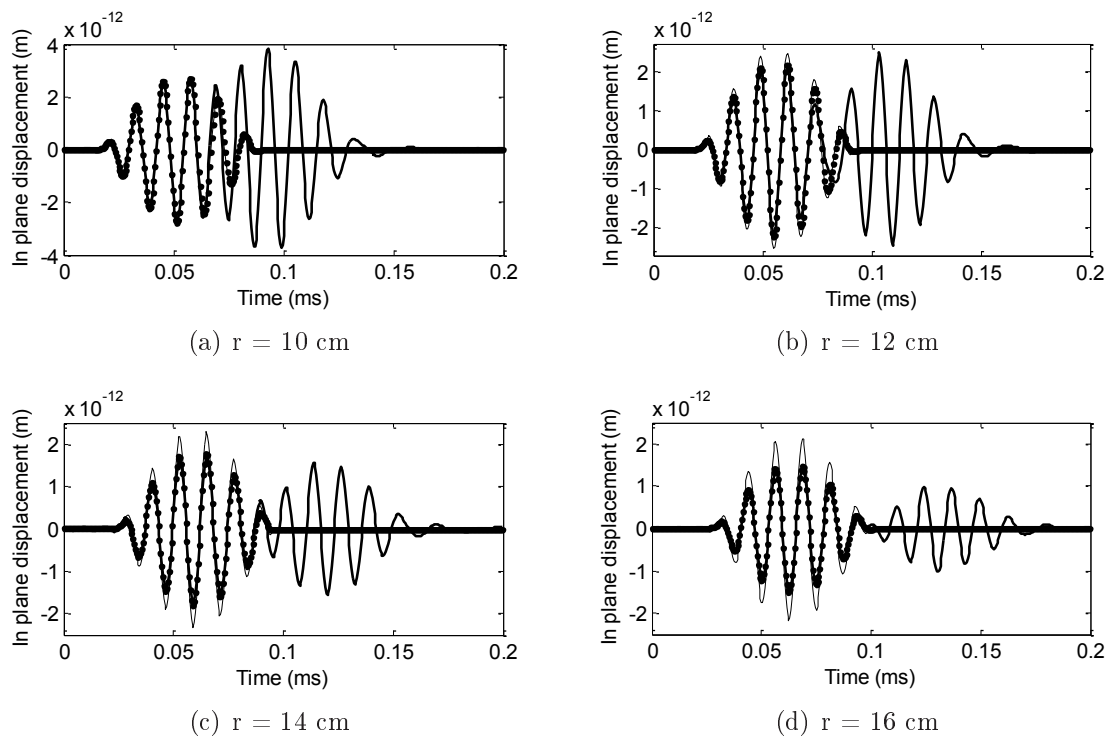 x 10-12
In plane displacement (m)
4
2
0
-2
-4
0 0.05 0.1 0.15 0.2
Time (ms)
(a) r = 10 cm
x 10-12
In plane displacement (m)
2
1
0
-1
-2
0 0.05 0.1 0.15 0.2
Time (ms)
(b) r = 12 cm
x 10-12
In plane displacement (m)
2
1
0
-1
-2
0 0.05 0.1 0.15 0.2
Time (ms)
(c) r = 14 cm
x 10-12
In plane displacement (m)
2
1
0
-1
-2
0 0.05 0.1 0.15 0.2
Time (ms)
(d) r = 16 cm